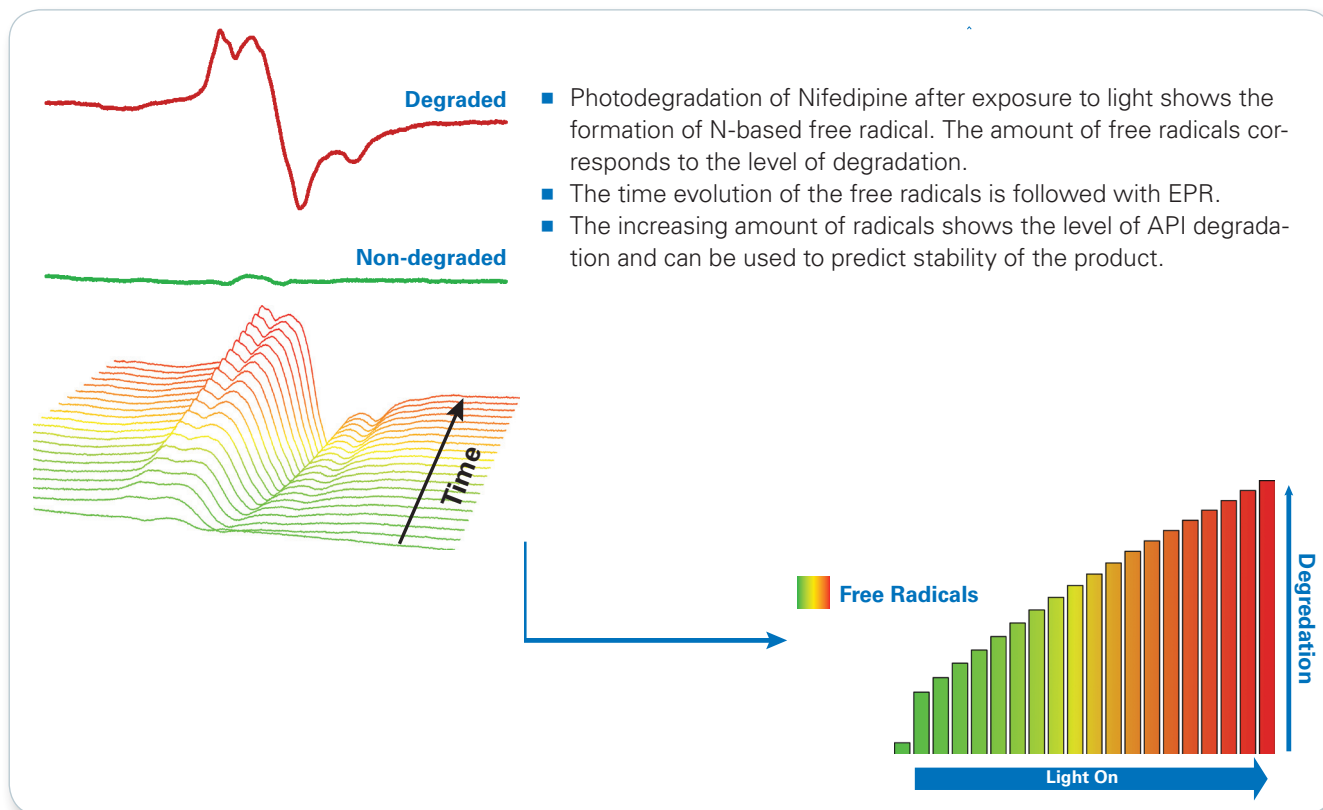 Degraded
■ Photodegradation of Nifedipine after exposure to light shows the
formation of N-based free radical. The amount of free radicals cor-
responds to the level of degradation.
■ The time evolution of the free radicals is followed with EPR.
■ The increasing amount of radicals shows the level of API degrada-
tion and can be used to predict stability of the product.
Non-degraded
Time
Free Radicals
Degredation
Light On